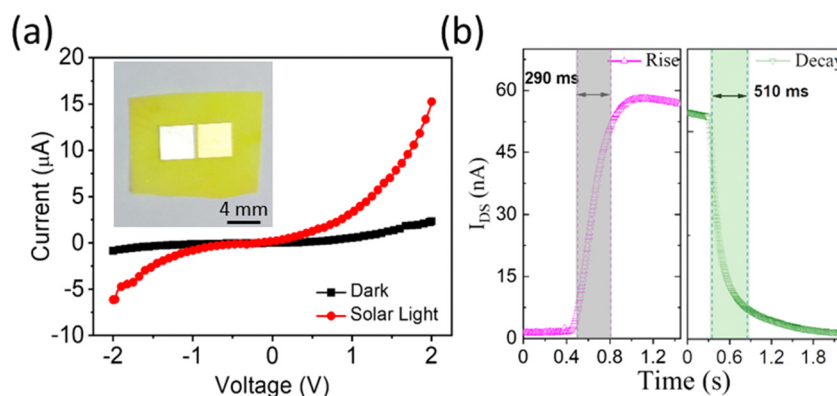 (a)
Current (μA)
20
15
10
5
0
-5
-10
4 mm
Dark
Solar Light
-2
-1
0
1
2
Voltage (V)
(b)
I_DS (nA)
60
45
30
15
0
290 ms
Rise
510 ms
Decay
0.0 0.4 0.8 1.2
0.6 1.2 1.8
Time (s)